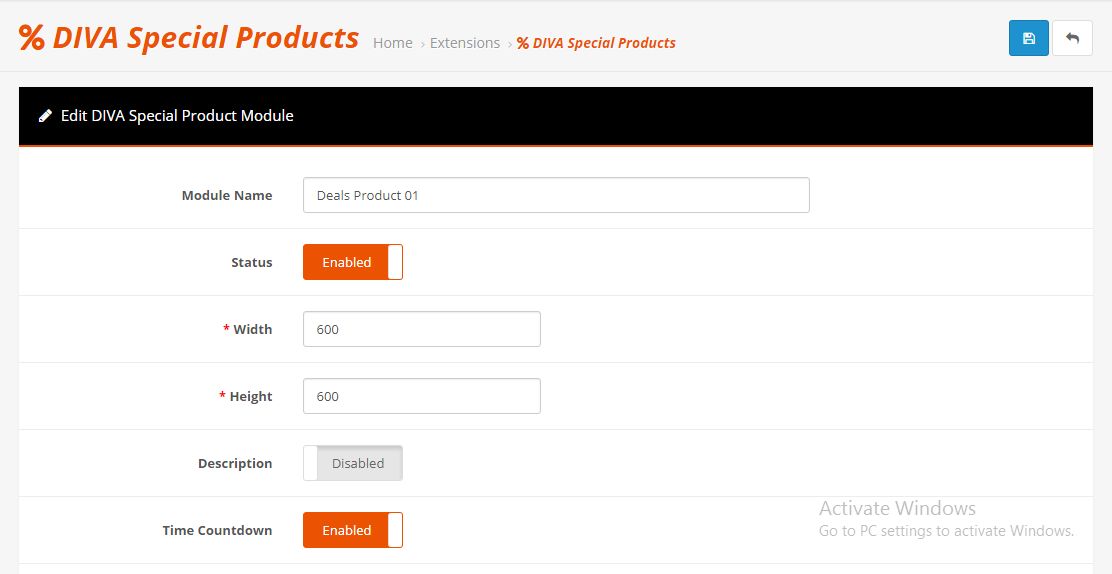 % DIVA Special Products
Home › Extensions › % DIVA Special Products
Edit DIVA Special Product Module
Module Name Deals Product 01
Status Enabled
* Width 600
* Height 600
Description Disabled
Time Countdown Enabled
Activate Windows
Go to PC settings to activate Windows.